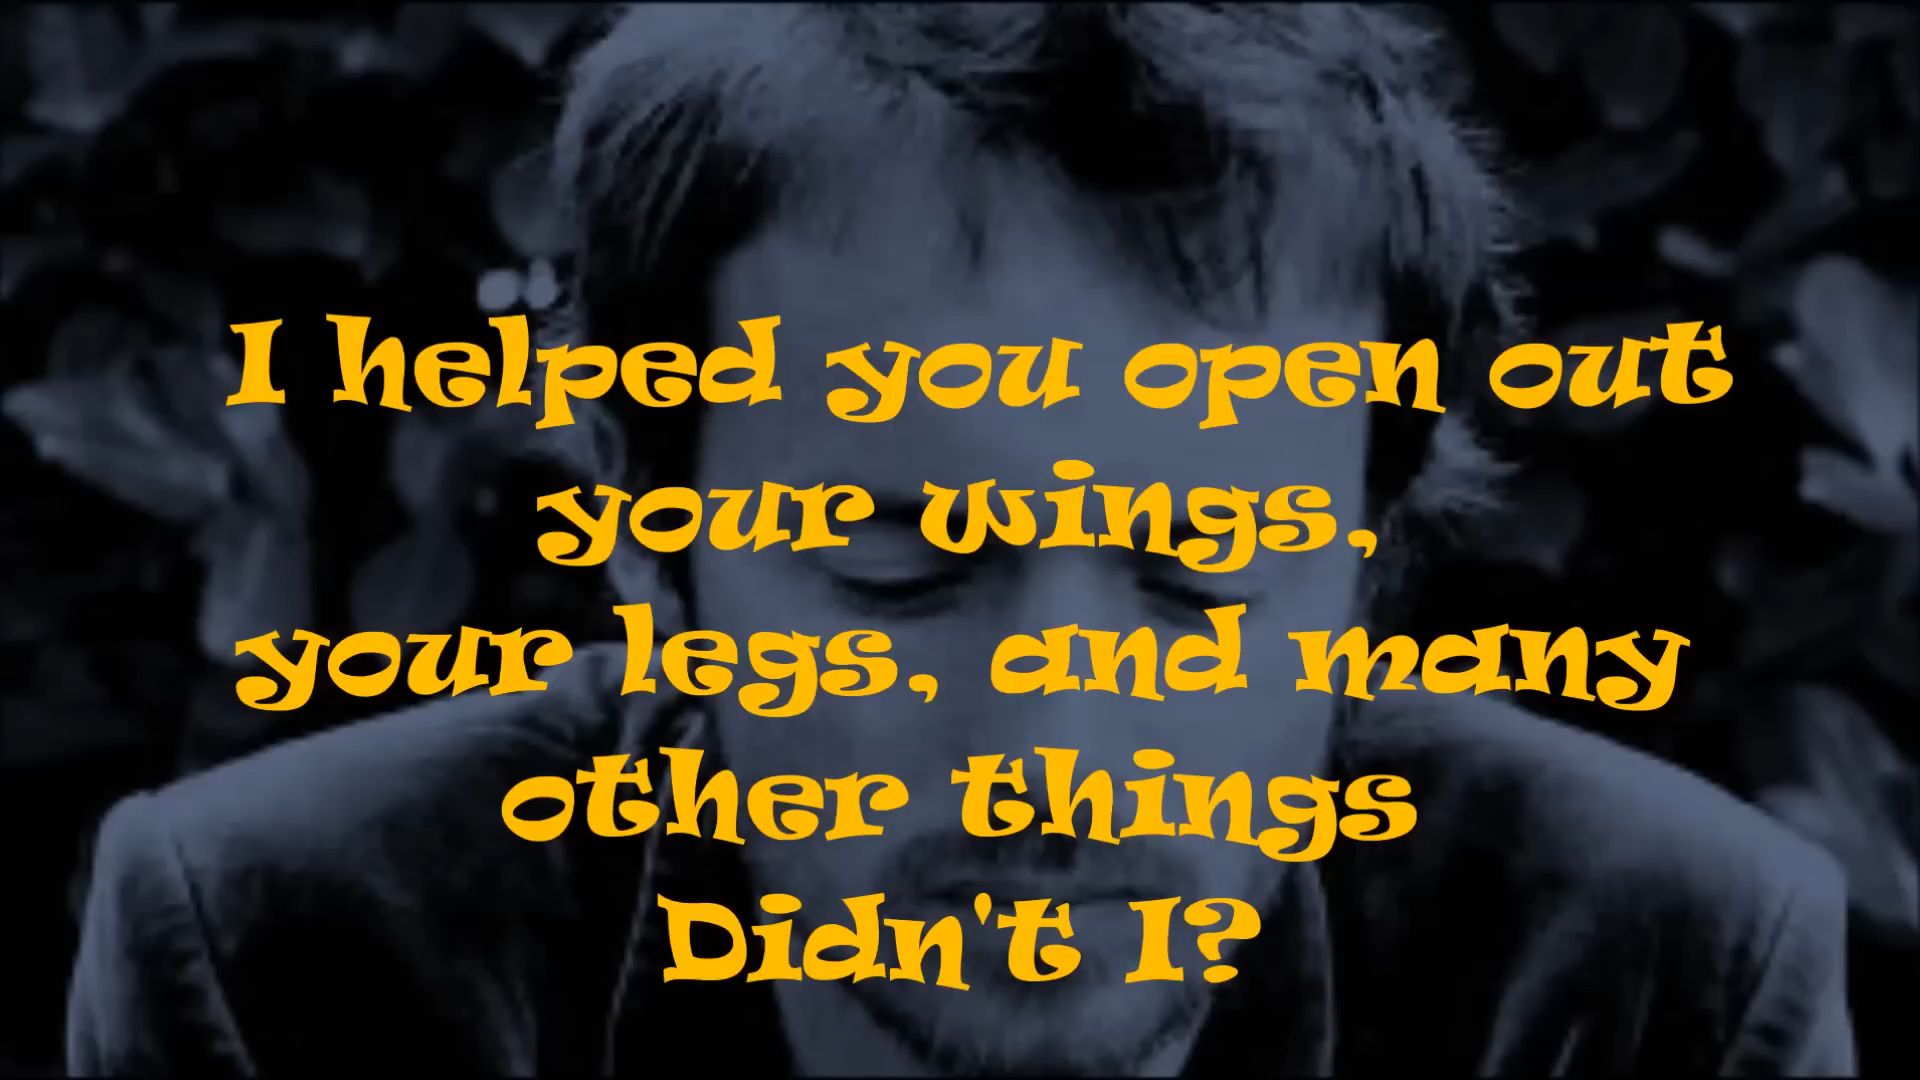 I helped you open out
your wings,
your legs, and many
other things
Didn't I?